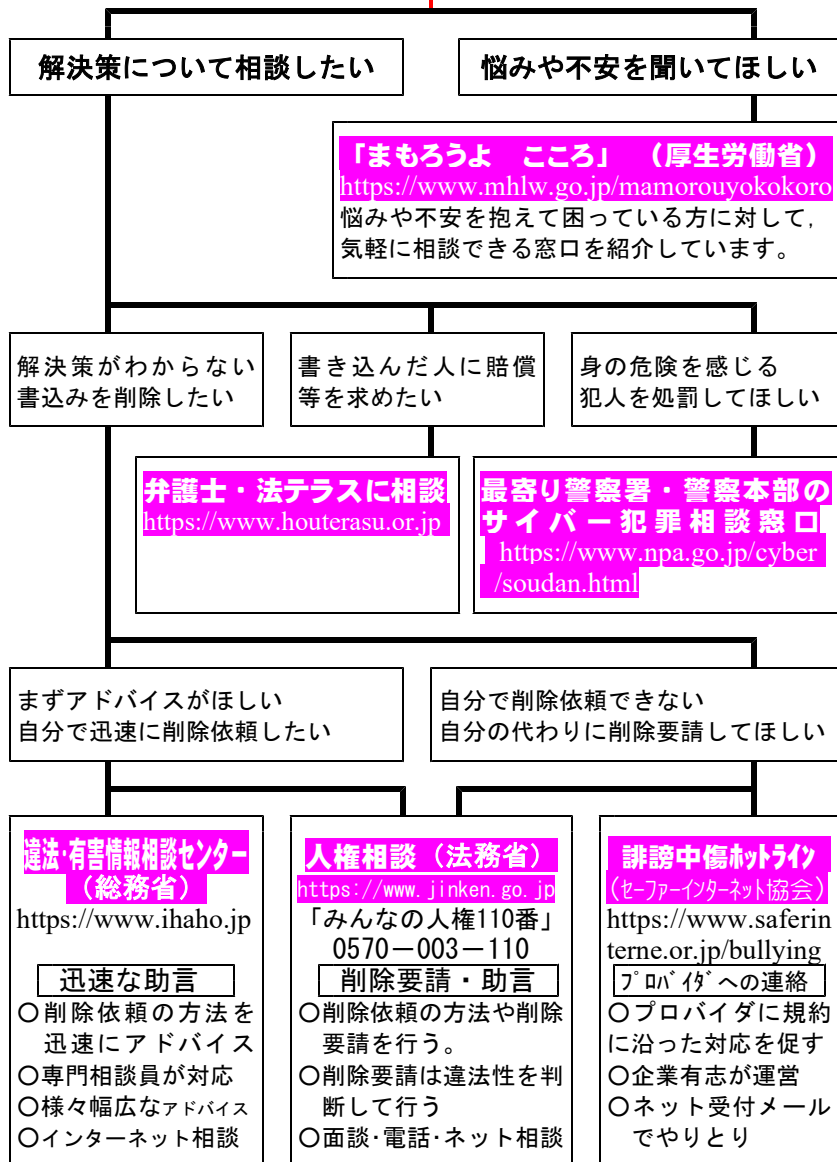 解決策について相談したい
悩みや不安を聞いてほしい
「まもろうよ　こころ」　（厚生労働省）
https://www.mhlw.go.jp/mamorouyokokoro
悩みや不安を抱えて困っている方に対して，
気軽に相談できる窓口を紹介しています。
解決策がわからない
書込みを削除したい
書き込んだ人に賠償
等を求めたい
身の危険を感じる
犯人を処罰してほしい
弁護士・法テラスに相談
https://www.houterasu.or.jp
最寄り警察署・警察本部の
サイバー犯罪相談窓口
https://www.npa.go.jp/cyber
/soudan.html
まずアドバイスがほしい
自分で迅速に削除依頼したい
自分で削除依頼できない
自分の代わりに削除要請してほしい
違法・有害情報相談センター
（総務省）
https://www.ihaho.jp
迅速な助言
〇削除依頼の方法を
迅速にアドバイス
〇専門相談員が対応
〇様々幅広なアドバイス
〇インターネット相談
人権相談（法務省）
https://www.jinken.go.jp
「みんなの人権110番」
0570－003－110
削除要請・助言
〇削除依頼の方法や削除
要請を行う。
〇削除要請は違法性を判
断して行う
〇面談・電話・ネット相談
誹謗中傷ﾎｯﾄﾗｲﾝ
（ｾｰﾌｧｰｲﾝﾀｰﾈｯﾄ協会）
https://www.saferin
terne.or.jp/bullying
ﾌﾟﾛﾊﾞｲﾀﾞへの連絡
〇プロバイダに規約
に沿った対応を促す
〇企業有志が運営
〇ネット受付メール
でやりとり